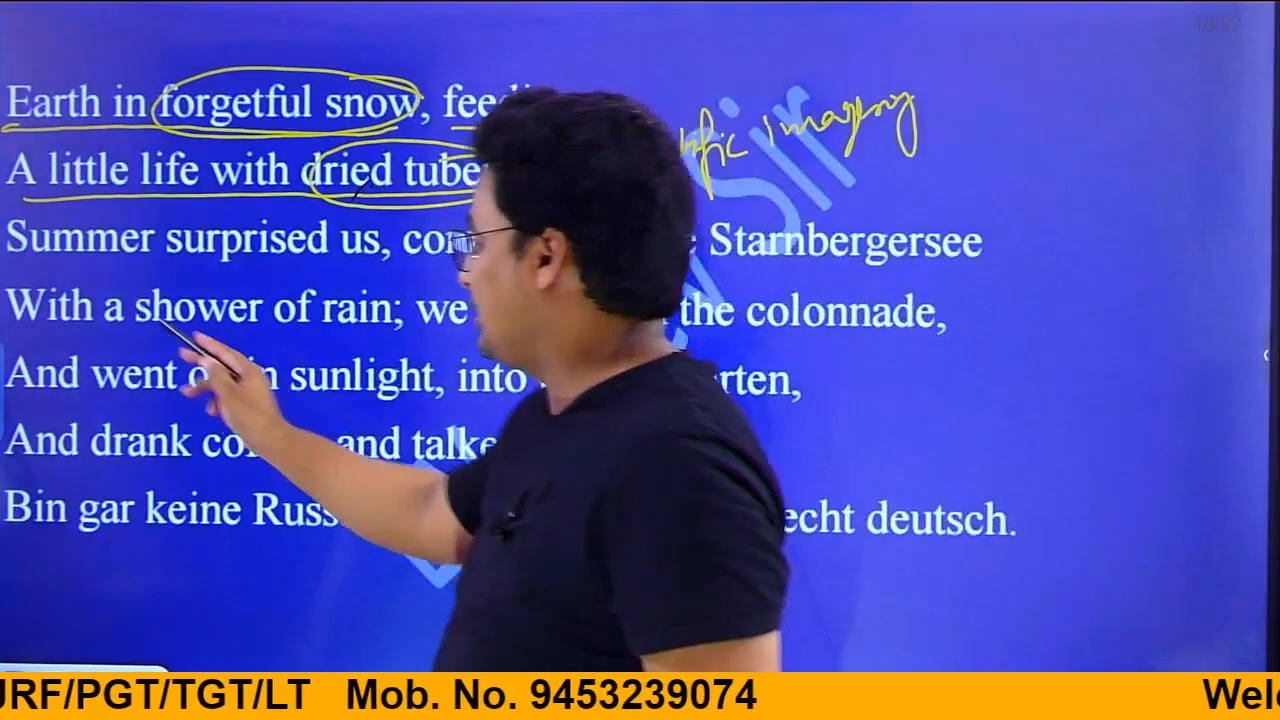 Earth in forgetful snow, feedi
A little life with dried tube
Summer surprised us, co Starnbergersee
With a shower of rain; we the colonnade,
And went in sunlight, into rten,
And drank co and talke
Bin gar keine Russ echt deutsch.
imagery
Sir
JRF/PGT/TGT/LT Mob. No. 9453239074 Welc